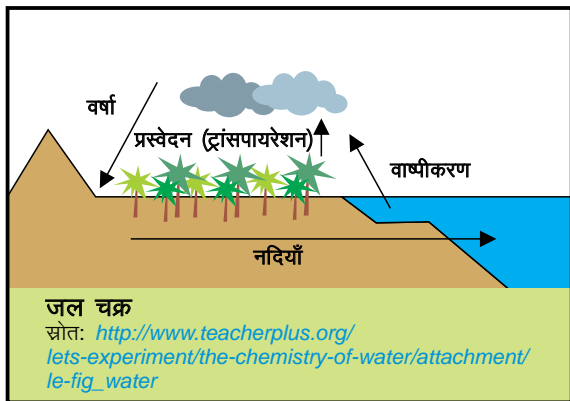 वर्षा
प्रस्वेदन (ट्रांसपायरेशन)
वाष्पीकरण
नदियाँ
जल चक्र
स्रोत: http://www.teacherplus.org/
lets-experiment/the-chemistry-of-water/attachment/
le-fig_water